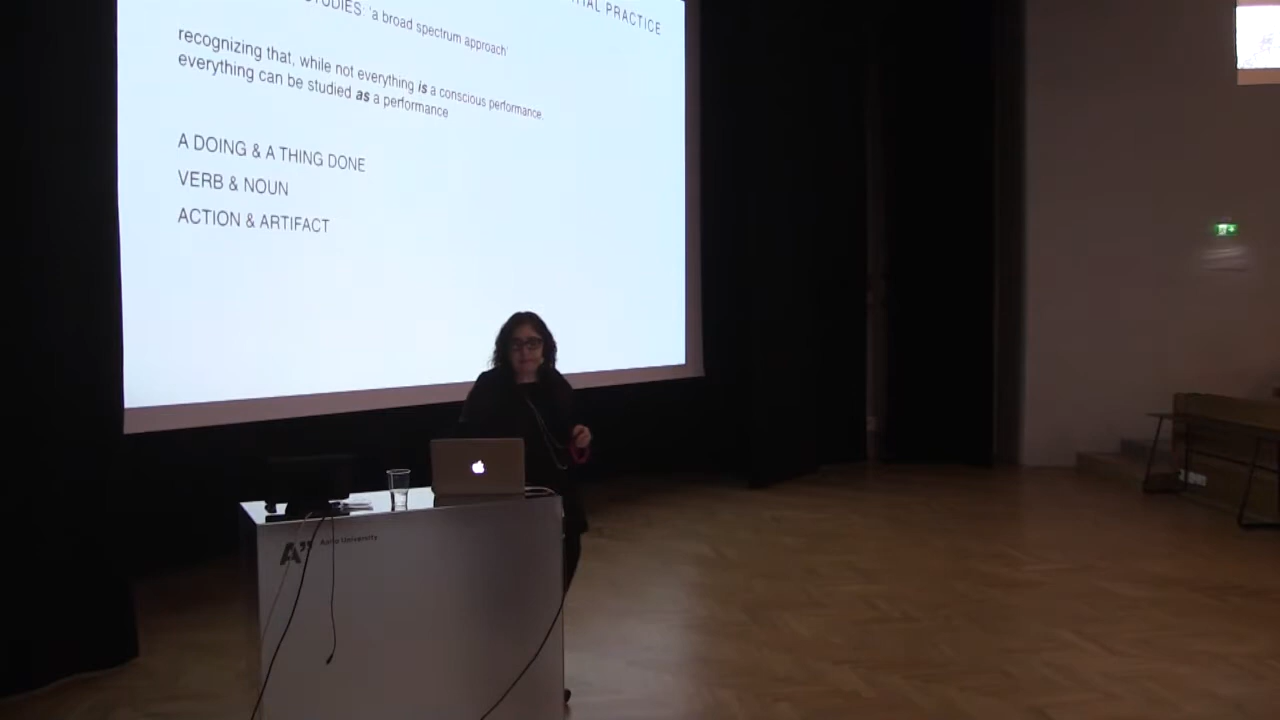 STUDIES: 'a broad spectrum approach'
PRACTICE
recognizing that, while not everything is a conscious performance,
everything can be studied as a performance
A DOING & A THING DONE
VERB & NOUN
ACTION & ARTIFACT
A" Aalto University